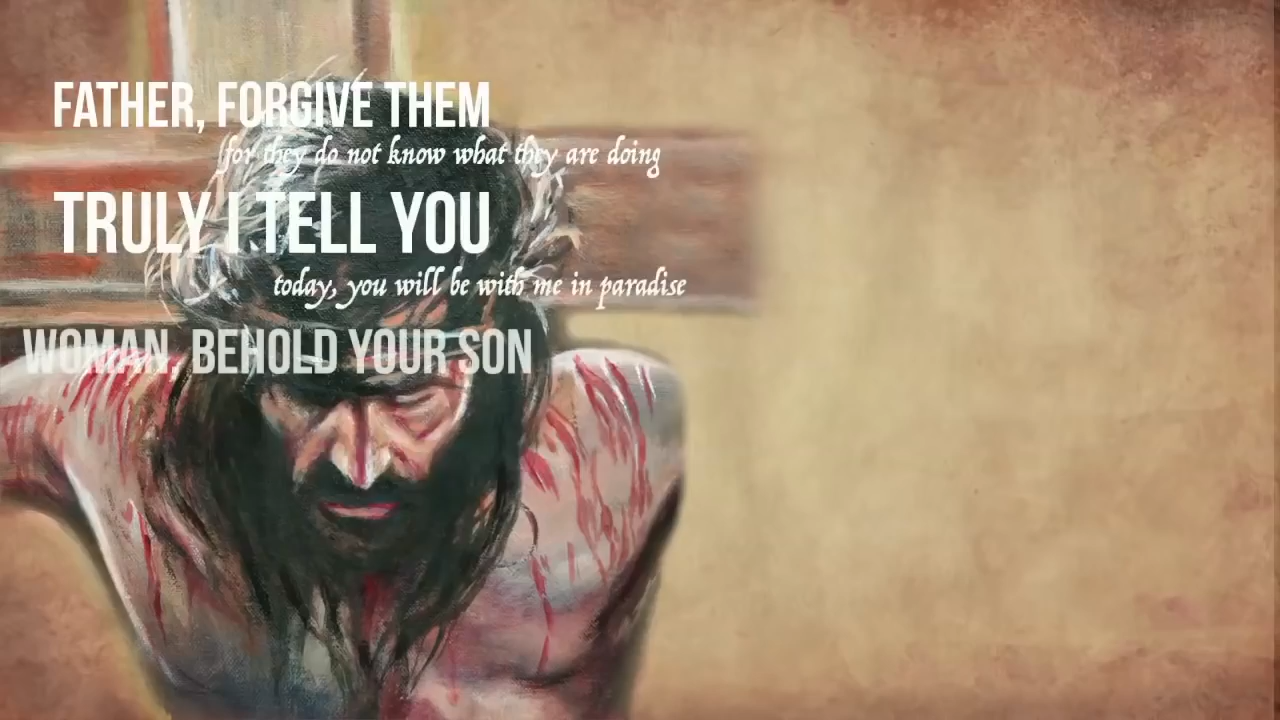 FATHER, FORGIVE THEM
for they do not know what they are doing
TRULY I TELL YOU
today, you will be with me in paradise
WOMAN, BEHOLD YOUR SON